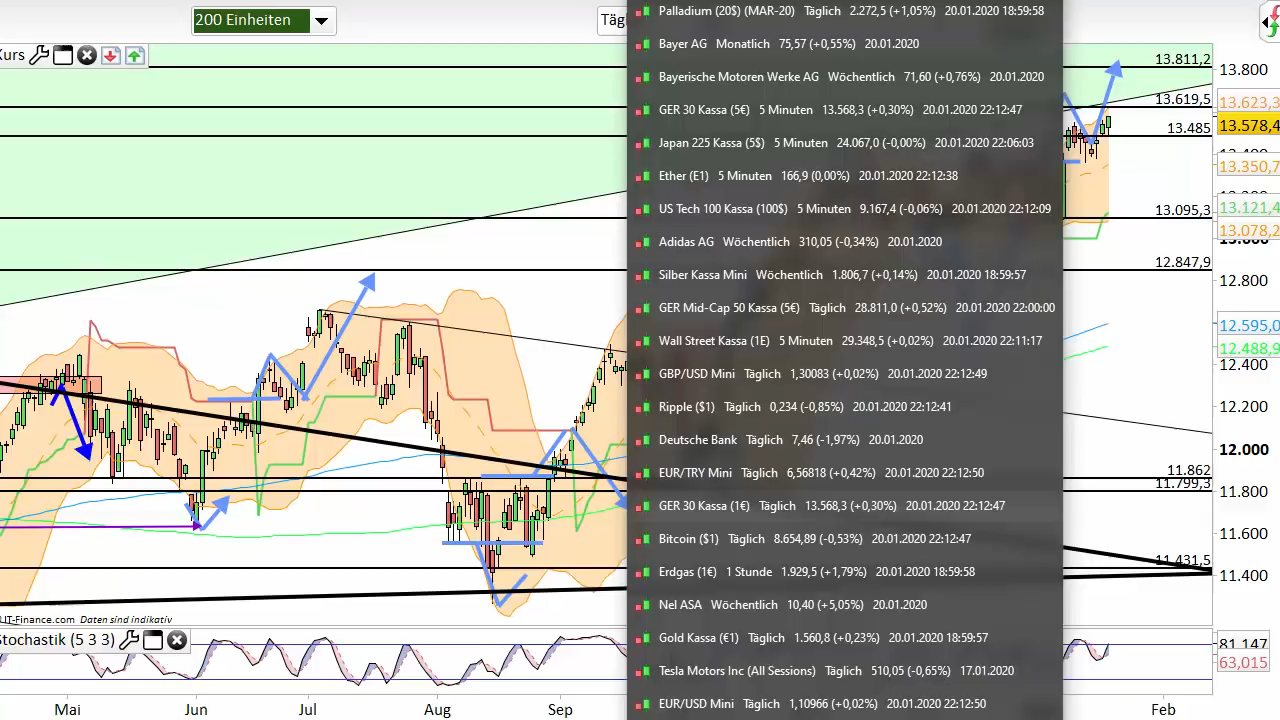 200 Einheiten
Täg
Kurs
Palladium (20$) (MAR-20) Täglich 2.272,5 (+1,05%) 20.01.2020 18:59:58
Bayer AG Monatlich 75,57 (+0,55%) 20.01.2020
Bayerische Motoren Werke AG Wöchentlich 71,60 (+0,76%) 20.01.2020
GER 30 Kassa (5€) 5 Minuten 13.568,3 (+0,30%) 20.01.2020 22:12:47
Japan 225 Kassa (5$) 5 Minuten 24.067,0 (-0,00%) 20.01.2020 22:06:03
Ether (E1) 5 Minuten 166,9 (0,00%) 20.01.2020 22:12:38
US Tech 100 Kassa (100$) 5 Minuten 9.167,4 (-0,06%) 20.01.2020 22:12:09
Adidas AG Wöchentlich 310,05 (-0,34%) 20.01.2020
Silber Kassa Mini Wöchentlich 1.806,7 (+0,14%) 20.01.2020 18:59:57
GER Mid-Cap 50 Kassa (5€) Täglich 28.811,0 (+0,52%) 20.01.2020 22:00:00
Wall Street Kassa (1E) 5 Minuten 29.348,5 (+0,02%) 20.01.2020 22:11:17
GBP/USD Mini Täglich 1,30083 (+0,02%) 20.01.2020 22:12:49
Ripple ($1) Täglich 0,234 (-0,85%) 20.01.2020 22:12:41
Deutsche Bank Täglich 7,46 (-1,97%) 20.01.2020
EUR/TRY Mini Täglich 6,56818 (+0,42%) 20.01.2020 22:12:50
GER 30 Kassa (1€) Täglich 13.568,3 (+0,30%) 20.01.2020 22:12:47
Bitcoin ($1) Täglich 8.654,89 (-0,53%) 20.01.2020 22:12:47
Erdgas (1€) 1 Stunde 1.929,5 (+1,79%) 20.01.2020 18:59:58
Nel ASA Wöchentlich 10,40 (+5,05%) 20.01.2020
Gold Kassa (€1) Täglich 1.560,8 (+0,23%) 20.01.2020 18:59:57
Tesla Motors Inc (All Sessions) Täglich 510,05 (-0,65%) 17.01.2020
EUR/USD Mini Täglich 1,10966 (+0,02%) 20.01.2020 22:12:50
13.811,2
13.619,5
13.485
13.095,3
12.847,9
11.862
11.799,3
11.431,5
13.800
13.623,3
13.578,4
13.350,7
13.121,4
13.078,2
12.800
12.595,0
12.488,9
12.400
12.200
12.000
11.800
11.600
11.400
IT-Finance.com Daten sind indikativ
Stochastik (5 3 3)
81,147
63,015
Mai
Jun
Jul
Aug
Sep
Feb